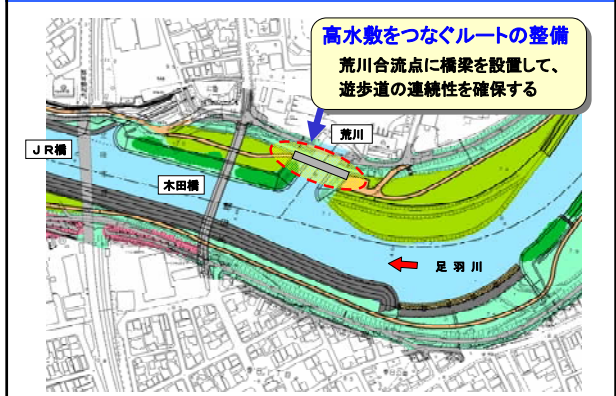 高水敷をつなぐルートの整備
荒川合流点に橋梁を設置して、
遊歩道の連続性を確保する
荒川
ＪＲ橋
木田橋
足羽川